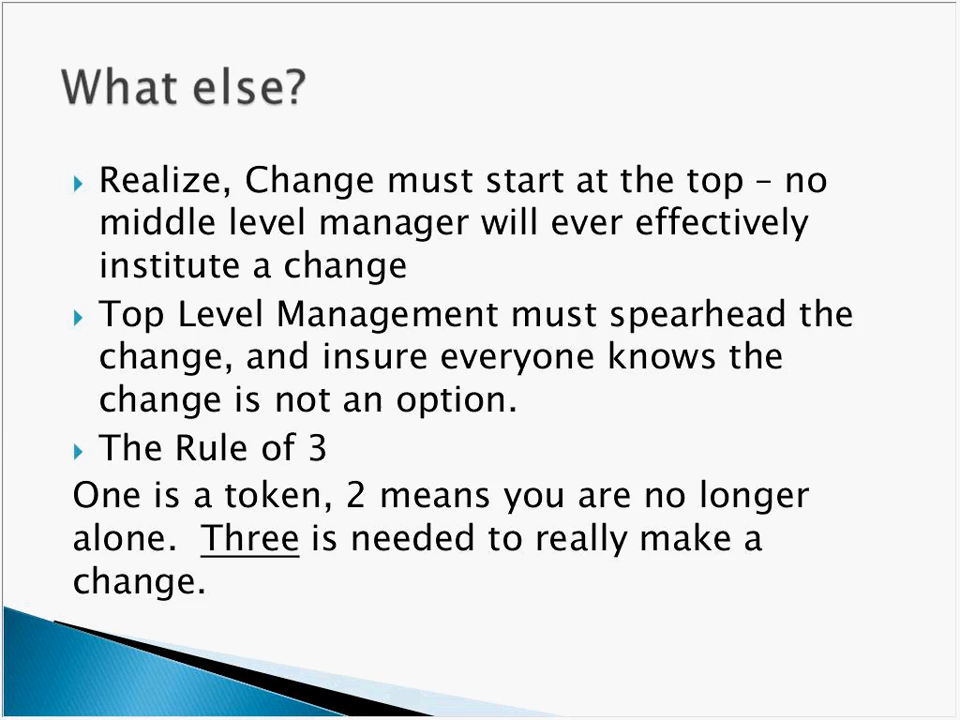 What else?
Realize, Change must start at the top – no
middle level manager will ever effectively
institute a change
Top Level Management must spearhead the
change, and insure everyone knows the
change is not an option.
The Rule of 3
One is a token, 2 means you are no longer
alone.  Three is needed to really make a
change.